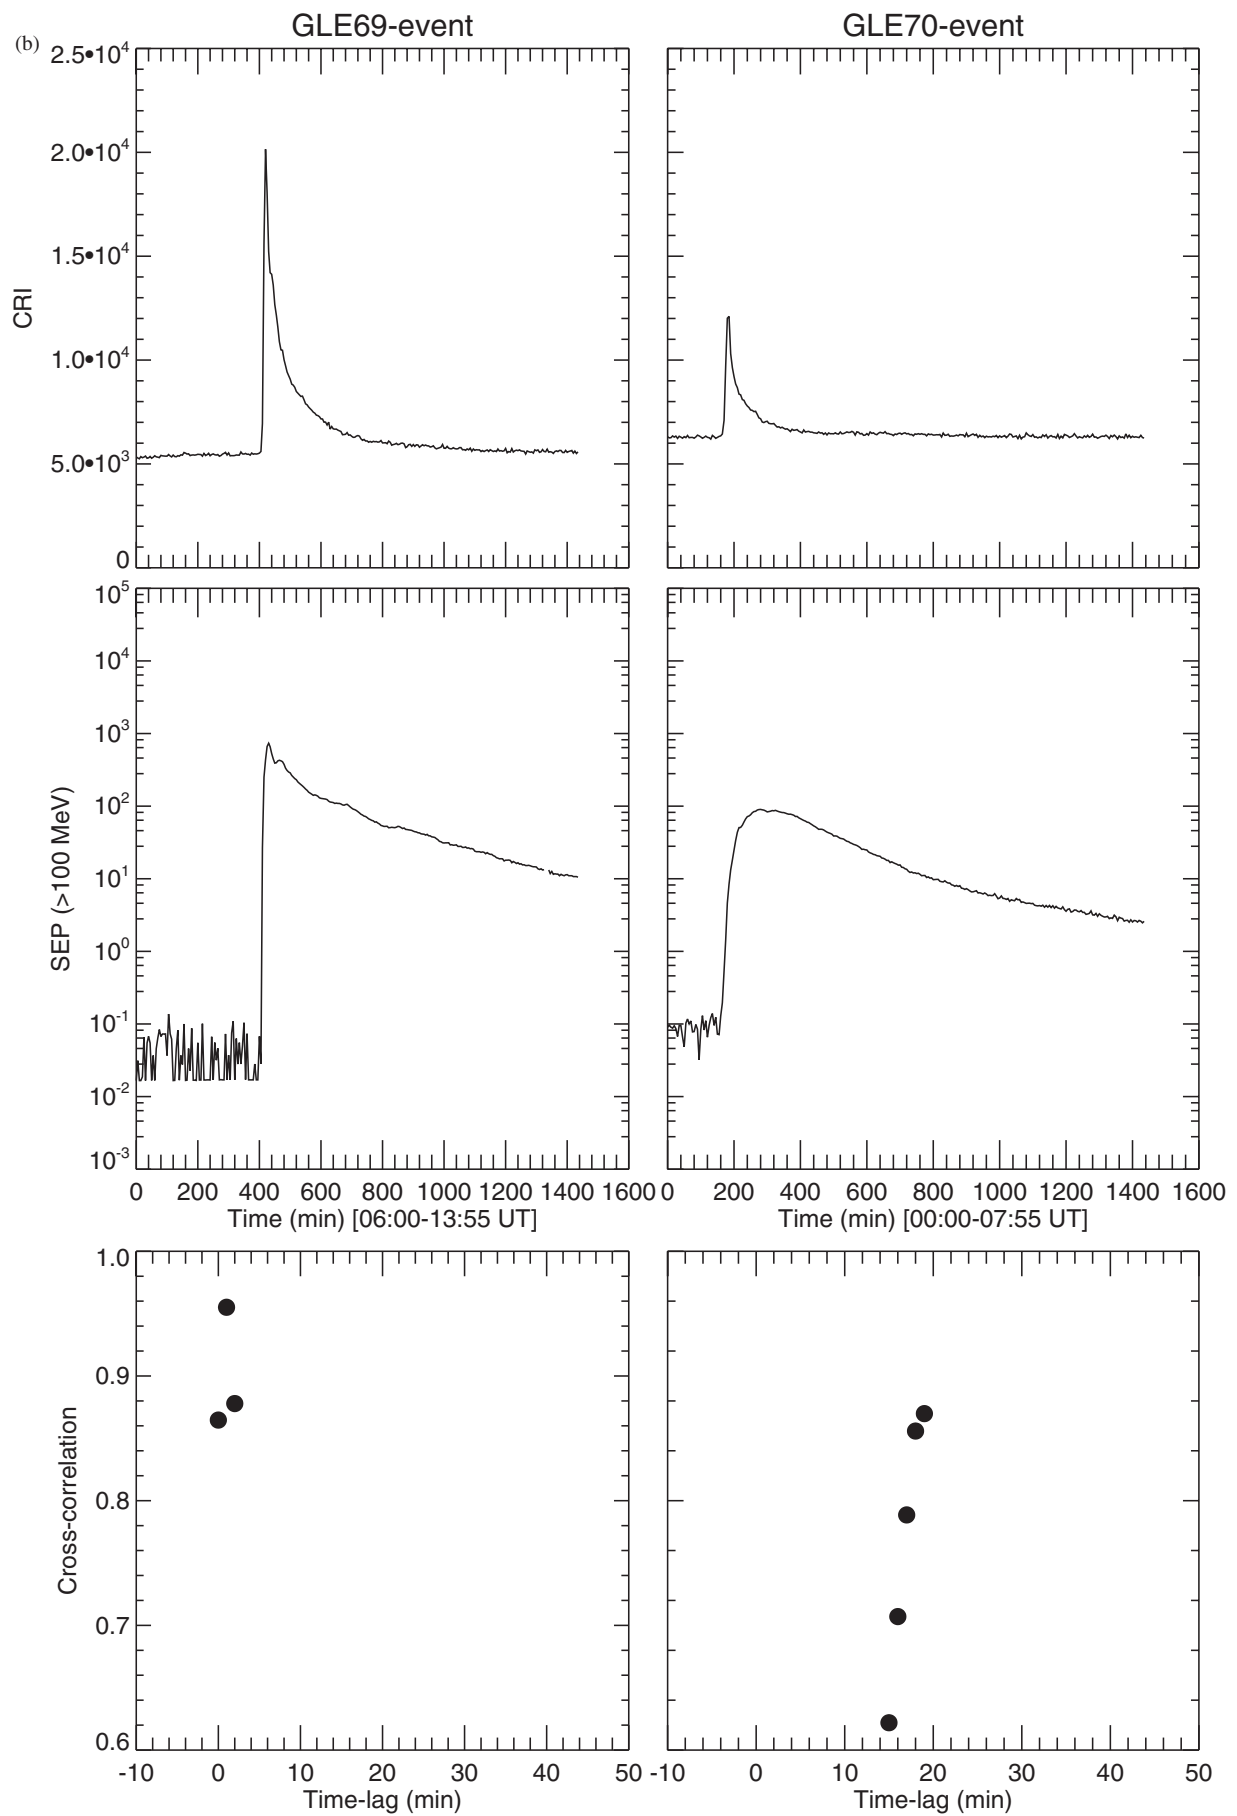 (b)
GLE69-event GLE70-event
2.5•10⁴
2.0•10⁴
1.5•10⁴
1.0•10⁴
5.0•10³
0
CRI
10⁵
10⁴
10³
10²
10¹
10⁰
10⁻¹
10⁻²
10⁻³
SEP (>100 MeV)
0 200 400 600 800 1000 1200 1400 1600 0 200 400 600 800 1000 1200 1400 1600
Time (min) [06:00-13:55 UT] Time (min) [00:00-07:55 UT]
1.0
0.9
0.8
0.7
0.6
Cross-correlation
-10 0 10 20 30 40 50 -10 0 10 20 30 40 50
Time-lag (min) Time-lag (min)